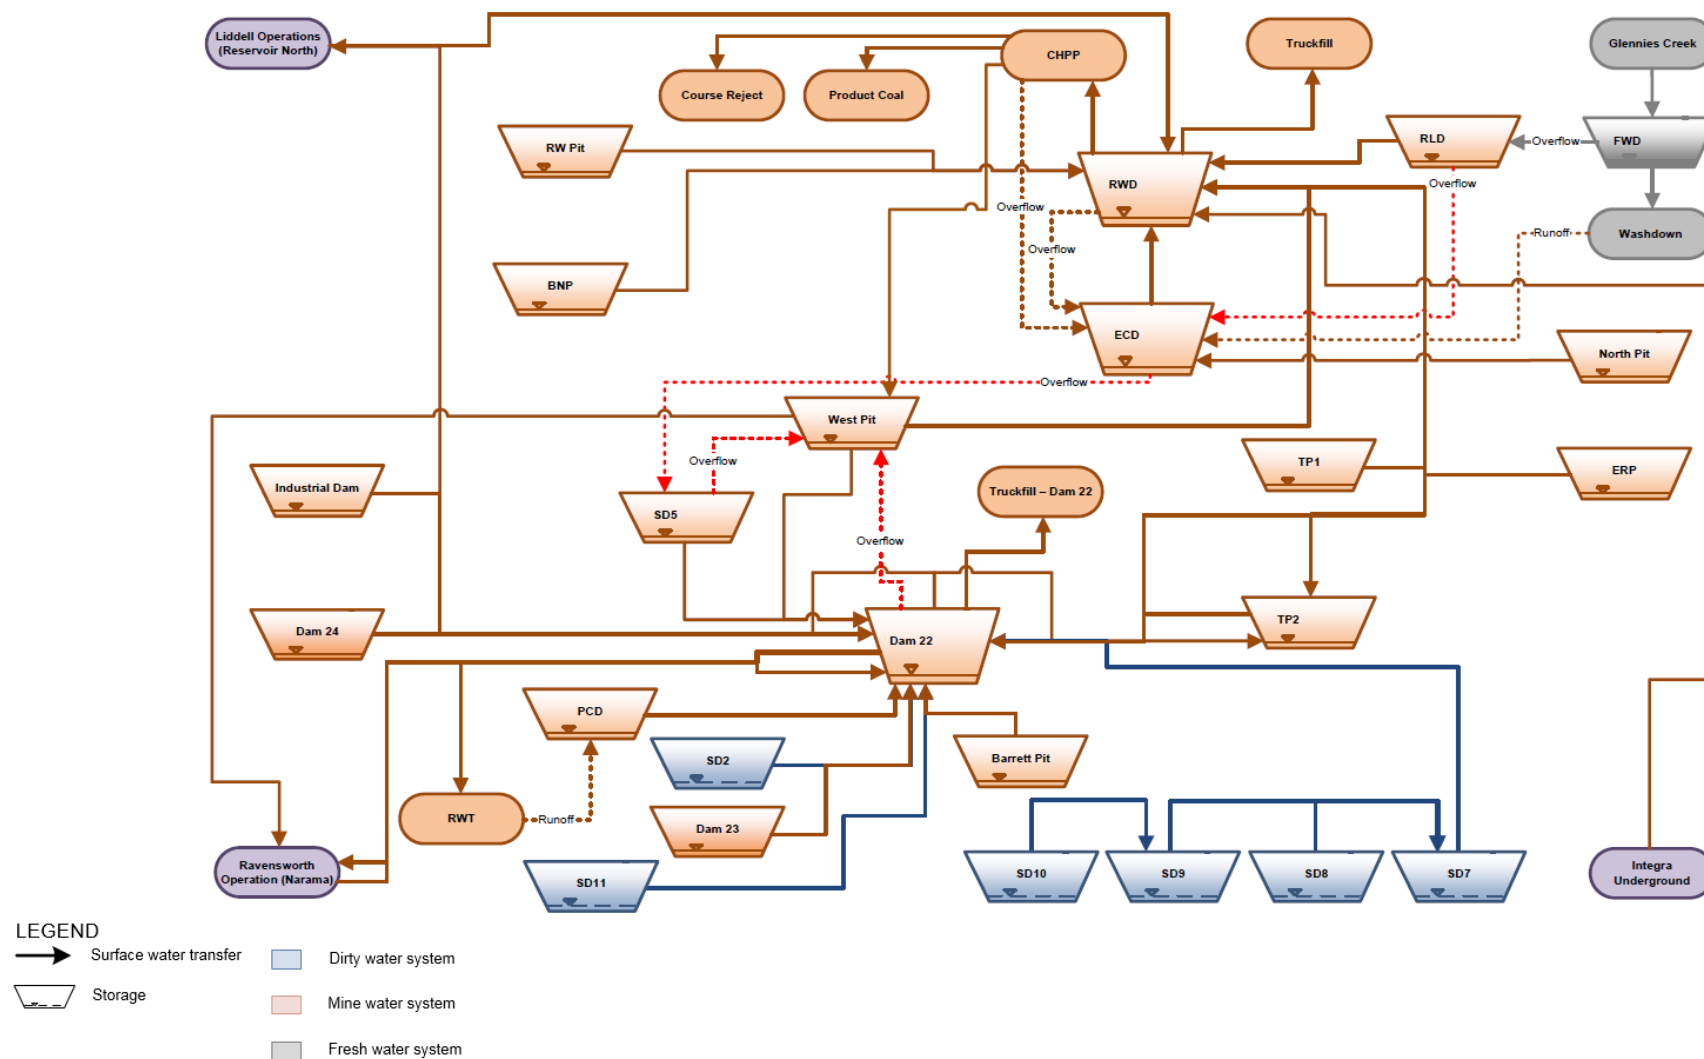 Liddell Operations
(Reservoir North)
CHPP
Truckfill
Glennies Creek
Course Reject
Product Coal
RW Pit
RLD
Overflow
FWD
RWD
Overflow
Overflow
Overflow
Runoff
Washdown
BNP
ECD
North Pit
Overflow
West Pit
Overflow
TP1
ERP
Industrial Dam
Truckfill – Dam 22
SD5
Overflow
Dam 24
Dam 22
TP2
PCD
SD2
Barrett Pit
RWT
Runoff
Dam 23
Ravensworth
Operation (Narama)
SD11
SD10
SD9
SD8
SD7
Integra
Underground
LEGEND
Surface water transfer
Dirty water system
Storage
Mine water system
Fresh water system